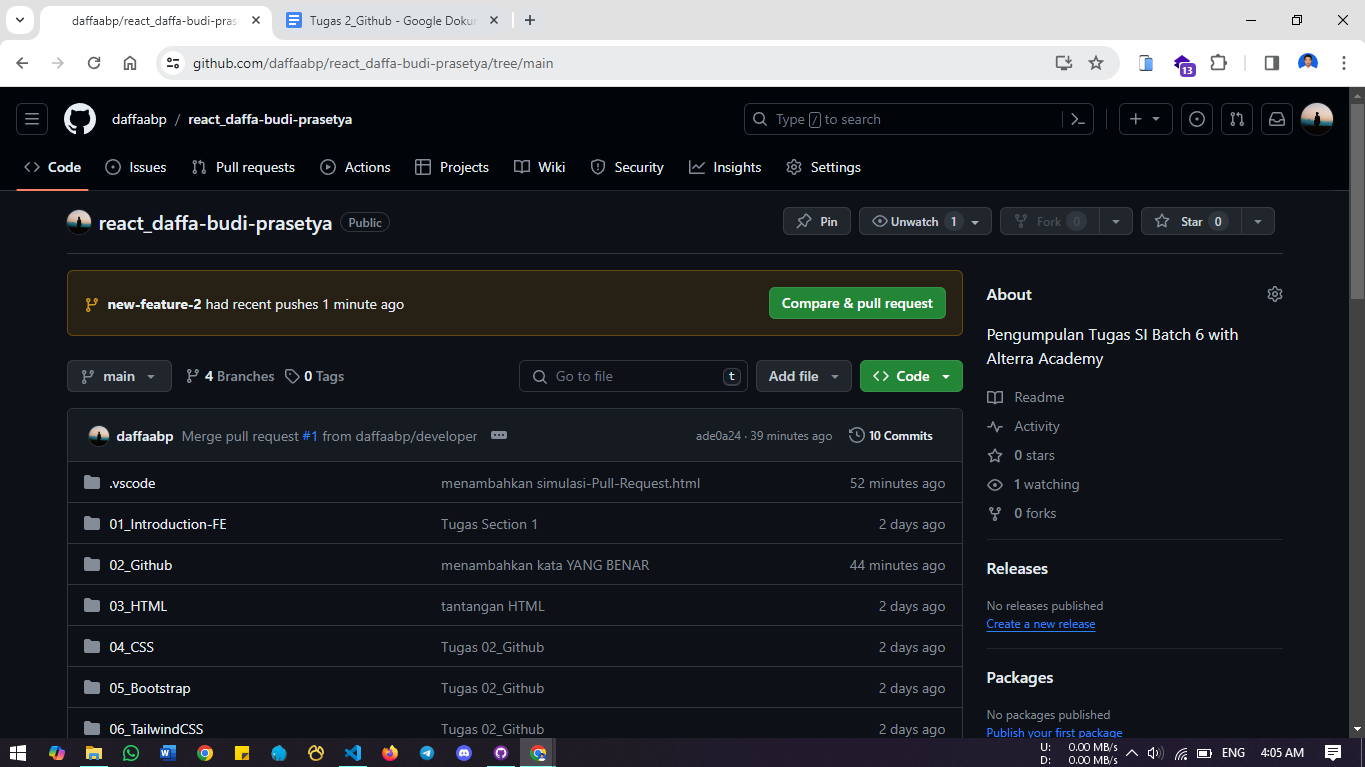 daffaabp/react_daffa-budi-pras
Tugas 2_Github - Google Doku
github.com/daffaabp/react_daffa-budi-prasetya/tree/main
13
daffaabp / react_daffa-budi-prasetya
Type / to search
Code Issues Pull requests Actions Projects Wiki Security Insights Settings
react_daffa-budi-prasetya Public
Pin Unwatch 1 Fork 0 Star 0
new-feature-2 had recent pushes 1 minute ago
Compare & pull request
main 4 Branches 0 Tags
Go to file t
Add file
Code
daffaabp Merge pull request #1 from daffaabp/developer
ade0a24 · 39 minutes ago 10 Commits
.vscode menambahkan simulasi-Pull-Request.html 52 minutes ago
01_Introduction-FE Tugas Section 1 2 days ago
02_Github menambahkan kata YANG BENAR 44 minutes ago
03_HTML tantangan HTML 2 days ago
04_CSS Tugas 02_Github 2 days ago
05_Bootstrap Tugas 02_Github 2 days ago
06_TailwindCSS Tugas 02_Github 2 days ago
About
Pengumpulan Tugas SI Batch 6 with
Alterra Academy
Readme
Activity
0 stars
1 watching
0 forks
Releases
No releases published
Create a new release
Packages
No packages published
Publish your first package
U: 0.00 MB/s
D: 0.00 MB/s
ENG 4:05 AM